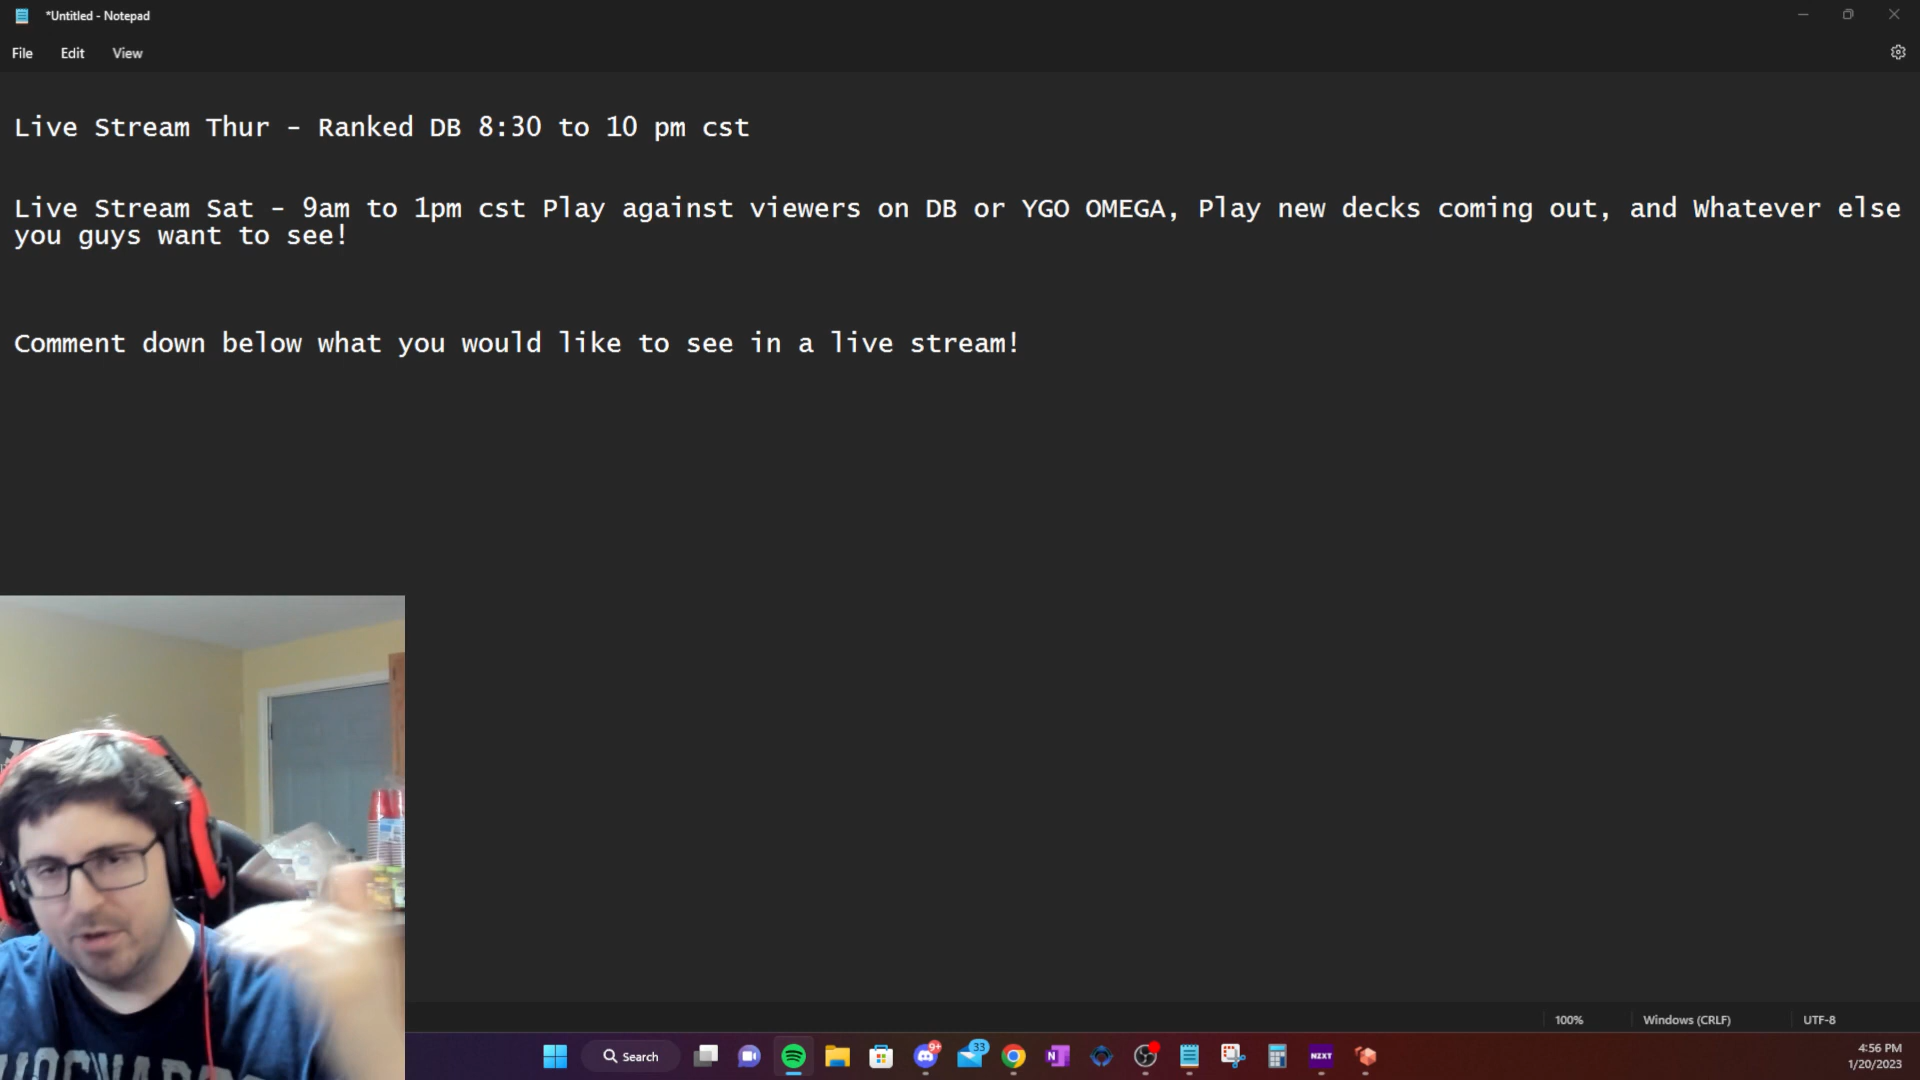 *Untitled - Notepad
File Edit View
Live Stream Thur - Ranked DB 8:30 to 10 pm cst
Live Stream Sat - 9am to 1pm cst Play against viewers on DB or YGO OMEGA, Play new decks coming out, and Whatever else
you guys want to see!
Comment down below what you would like to see in a live stream!
100% Windows (CRLF) UTF-8
Search 9+ 33 N NZXT
4:56 PM
1/20/2023